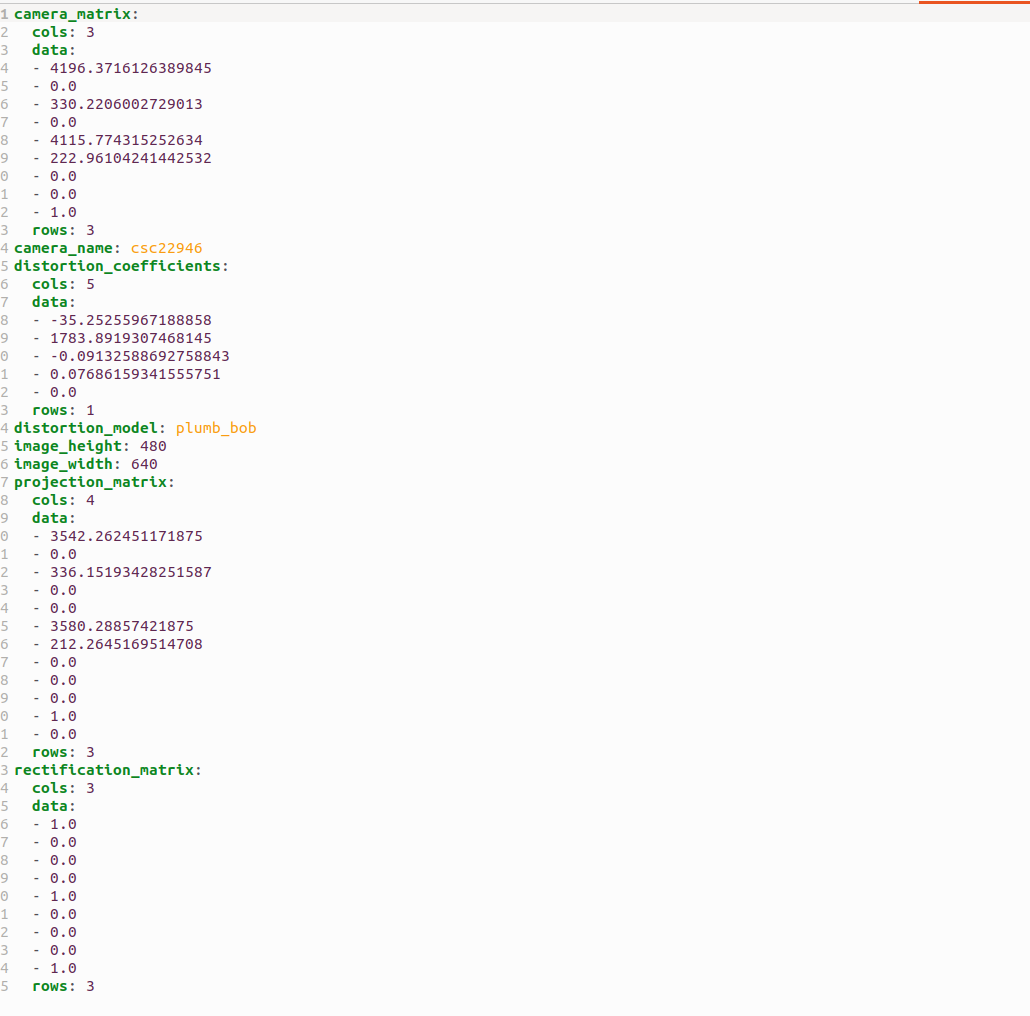 1 camera_matrix:
2 cols: 3
3 data:
4 - 4196.3716126389845
5 - 0.0
6 - 330.2206002729013
7 - 0.0
8 - 4115.774315252634
9 - 222.96104241442532
0 - 0.0
1 - 0.0
2 - 1.0
3 rows: 3
4 camera_name: csc22946
5 distortion_coefficients:
6 cols: 5
7 data:
8 - -35.25255967188858
9 - 1783.8919307468145
0 - -0.09132588692758843
1 - 0.07686159341555751
2 - 0.0
3 rows: 1
4 distortion_model: plumb_bob
5 image_height: 480
6 image_width: 640
7 projection_matrix:
8 cols: 4
9 data:
0 - 3542.262451171875
1 - 0.0
2 - 336.15193428251587
3 - 0.0
4 - 0.0
5 - 3580.28857421875
6 - 212.2645169514708
7 - 0.0
8 - 0.0
9 - 0.0
0 - 1.0
1 - 0.0
2 rows: 3
3 rectification_matrix:
4 cols: 3
5 data:
6 - 1.0
7 - 0.0
8 - 0.0
9 - 0.0
0 - 1.0
1 - 0.0
2 - 0.0
3 - 0.0
4 - 1.0
5 rows: 3